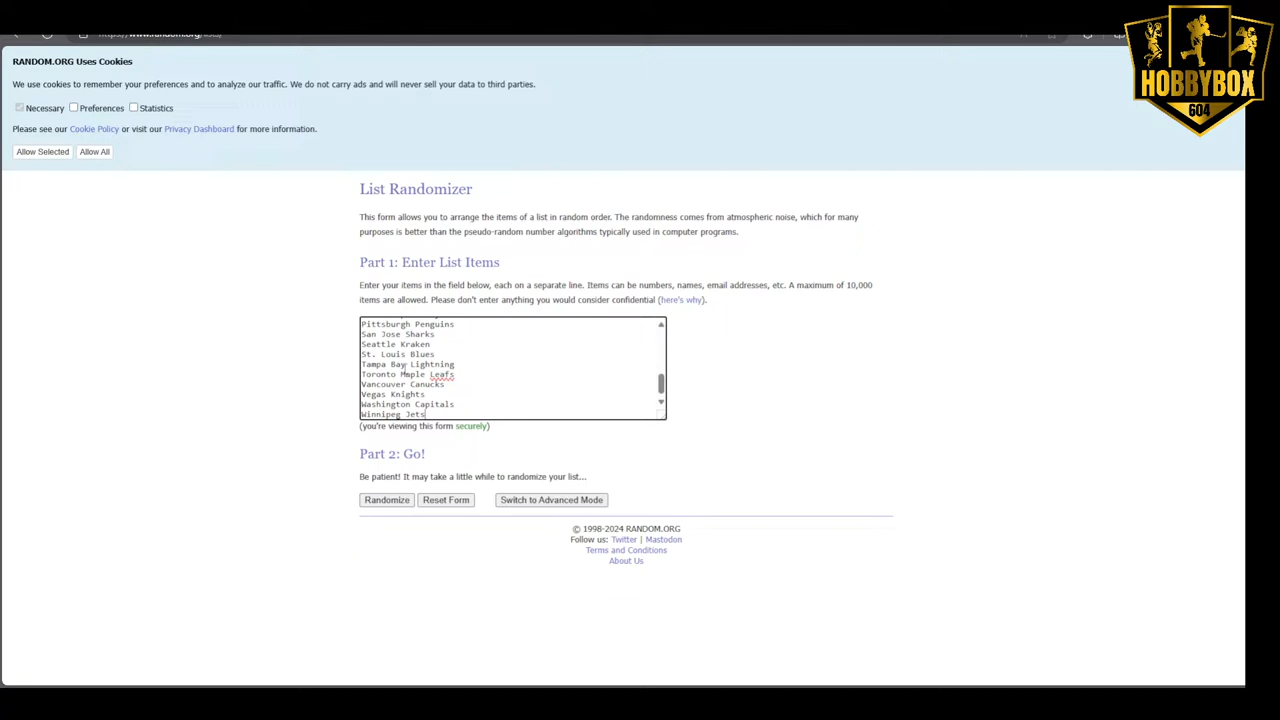 RANDOM.ORG Uses Cookies
We use cookies to remember your preferences and to analyze our traffic. We do not carry ads and will never sell your data to third parties.
Necessary Preferences Statistics
Please see our Cookie Policy or visit our Privacy Dashboard for more information.
Allow Selected Allow All
HOBBYBOX
604
List Randomizer
This form allows you to arrange the items of a list in random order. The randomness comes from atmospheric noise, which for many
purposes is better than the pseudo-random number algorithms typically used in computer programs.
Part 1: Enter List Items
Enter your items in the field below, each on a separate line. Items can be numbers, names, email addresses, etc. A maximum of 10,000
items are allowed. Please don't enter anything you would consider confidential (here's why).
Pittsburgh Penguins
San Jose Sharks
Seattle Kraken
St. Louis Blues
Tampa Bay Lightning
Toronto Maple Leafs
Vancouver Canucks
Vegas Knights
Washington Capitals
Winnipeg Jets
(you're viewing this form securely)
Part 2: Go!
Be patient! It may take a little while to randomize your list...
Randomize Reset Form Switch to Advanced Mode
© 1998-2024 RANDOM.ORG
Follow us: Twitter | Mastodon
Terms and Conditions
About Us